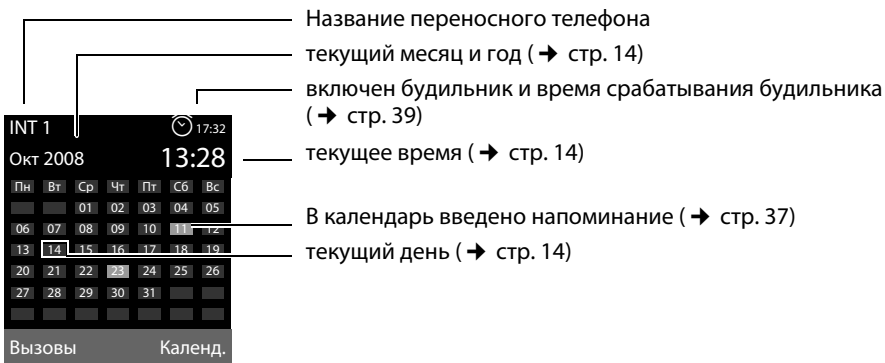 Название переносного телефона
текущий месяц и год ( ➔ стр. 14)
включен будильник и время срабатывания будильника
( ➔ стр. 39)
текущее время ( ➔ стр. 14)
В календарь введено напоминание ( ➔ стр. 37)
текущий день ( ➔ стр. 14)
INT 1 17:32
Окт 2008 13:28
Пн Вт Ср Чт Пт Сб Вс
01 02 03 04 05
06 07 08 09 10 11 12
13 14 15 16 17 18 19
20 21 22 23 24 25 26
27 28 29 30 31
Вызовы Календ.